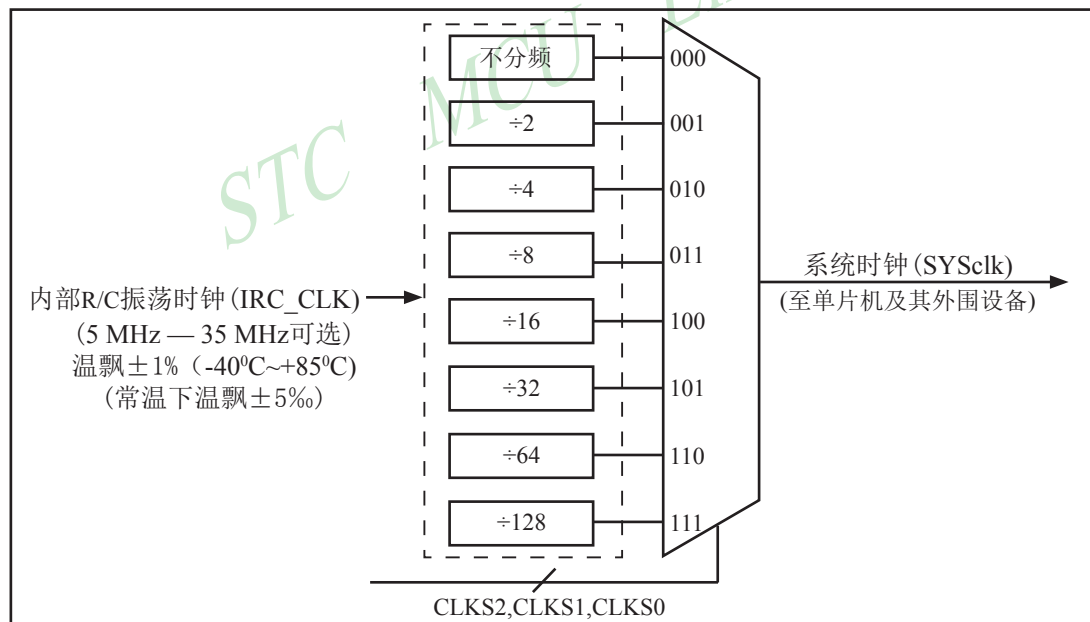 STC MCU
不分频
000
÷2
001
÷4
010
÷8
011
÷16
100
÷32
101
÷64
110
÷128
111
内部R/C振荡时钟(IRC_CLK)
(5 MHz — 35 MHz可选)
温飘±1% (-40⁰C~+85⁰C)
(常温下温飘±5‰)
系统时钟(SYSclk)
(至单片机及其外围设备)
CLKS2,CLKS1,CLKS0